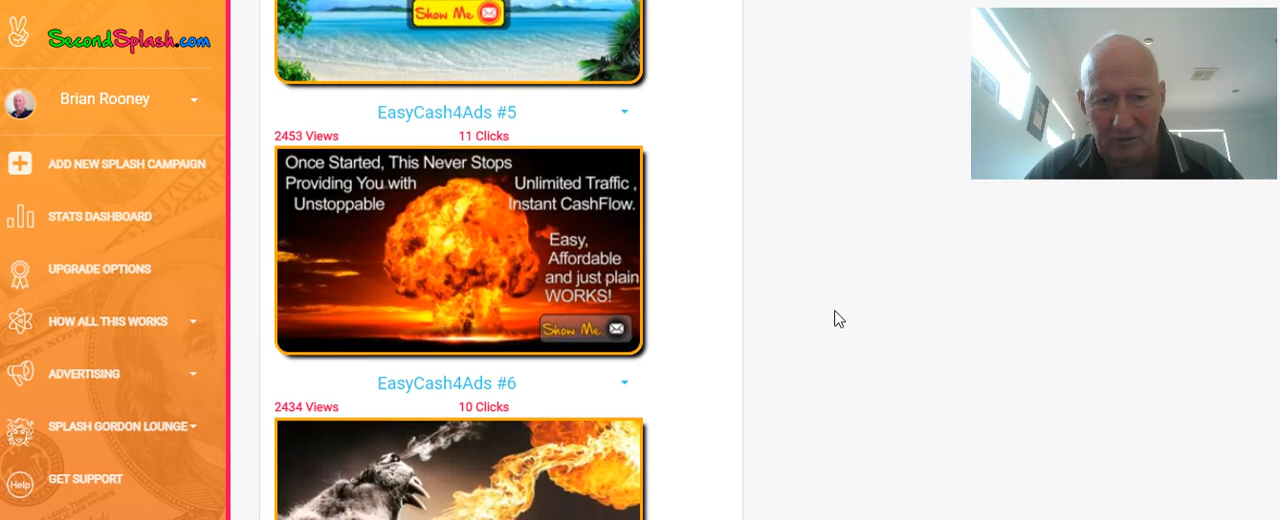 SecondSplash.com
Brian Rooney
ADD NEW SPLASH CAMPAIGN
STATS DASHBOARD
UPGRADE OPTIONS
HOW ALL THIS WORKS
ADVERTISING
SPLASH GORDON LOUNGE
Help
GET SUPPORT
Show Me
EasyCash4Ads #5
2453 Views 11 Clicks
Once Started, This Never Stops
Providing You with Unlimited Traffic ,
Unstoppable Instant CashFlow.
Easy,
Affordable
and just plain
WORKS!
Show Me
EasyCash4Ads #6
2434 Views 10 Clicks